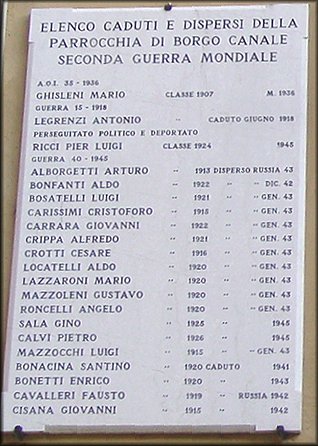 ELENCO CADUTI E DISPERSI DELLA
PARROCCHIA DI BORGO CANALE
SECONDA GUERRA MONDIALE
A.O.I. 35 - 1936
GHISLENI MARIO CLASSE 1907 M. 1936
GUERRA 15 - 1918
LEGRENZI ANTONIO " CADUTO GIUGNO 1918
PERSEGUITATO POLITICO E DEPORTATO
RICCI PIER LUIGI CLASSE 1924 1945
GUERRA 40 - 1945
ALBORGETTI ARTURO " 1913 DISPERSO RUSSIA 43
BONFANTI ALDO " 1922 " " DIC. 42
BOSATELLI LUIGI " 1921 " " GEN. 43
CARISSIMI CRISTOFORO " 1915 " " GEN. 43
CARRARA GIOVANNI " 1922 " " GEN. 43
CRIPPA ALFREDO " 1921 " " GEN. 43
CROTTI CESARE " 1916 " " GEN. 43
LOCATELLI ALDO " 1920 " " GEN. 43
LAZZARONI MARIO " 1920 " " GEN. 43
MAZZOLENI GUSTAVO " 1920 " " GEN. 43
RONCELLI ANGELO " 1920 " " GEN. 43
SALA GINO " 1925 " 1945
CALVI PIETRO " 1926 " 1945
MAZZOCCHI LUIGI " 1915 " " GEN. 43
BONACINA SANTINO " 1920 CADUTO 1941
BONETTI ENRICO " 1920 " 1943
CAVALLERI FAUSTO " 1919 " RUSSIA 1942
CISANA GIOVANNI " 1915 " 1942